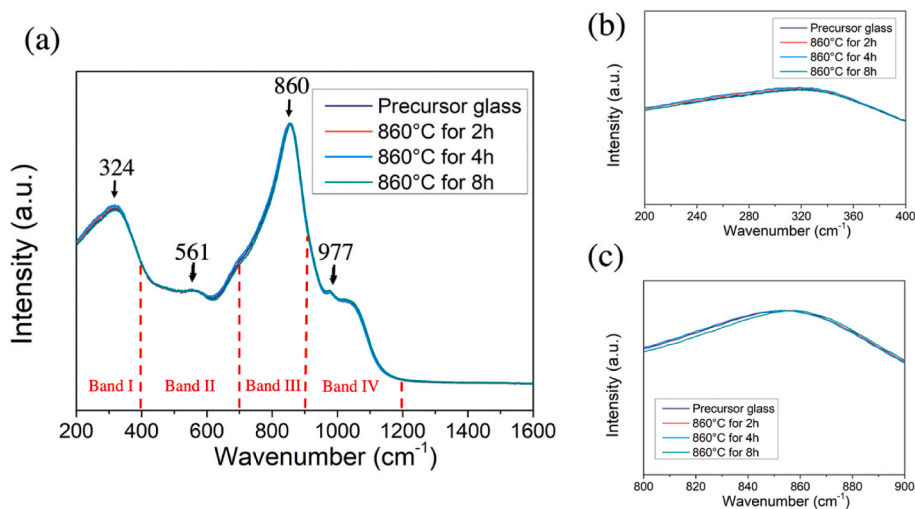 (a)
860
324
561
977
Precursor glass
860°C for 2h
860°C for 4h
860°C for 8h
Band I
Band II
Band III
Band IV
200 400 600 800 1000 1200 1400 1600
Wavenumber (cm⁻¹)
Intensity (a.u.)
(b)
Precursor glass
860°C for 2h
860°C for 4h
860°C for 8h
Intensity (a.u.)
200 240 280 320 360 400
Wavenumber (cm⁻¹)
(c)
Intensity (a.u.)
Precursor glass
860°C for 2h
860°C for 4h
860°C for 8h
800 820 840 860 880 900
Wavenumber (cm⁻¹)